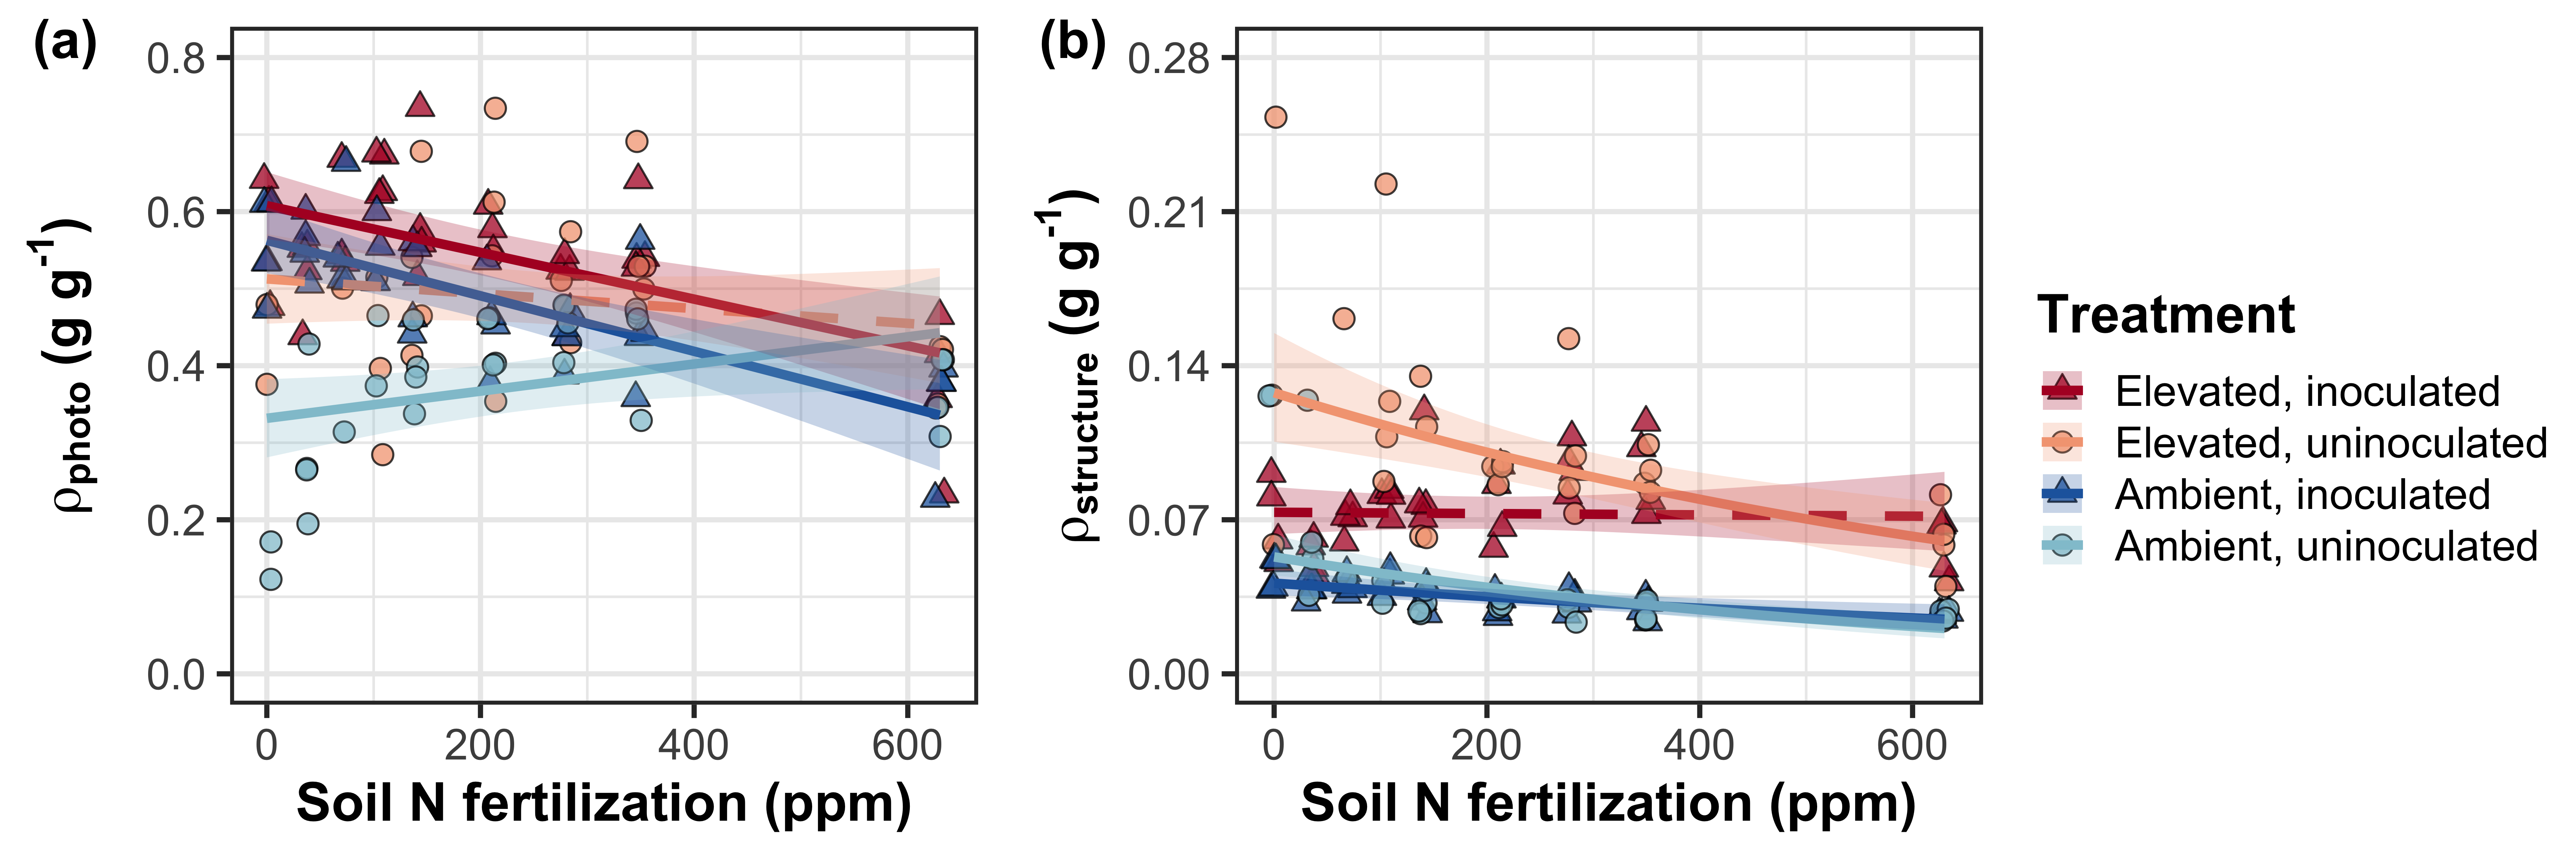 (a)
0.8
0.6
0.4
0.2
0.0
ρphoto (g g-1)
0 200 400 600
Soil N fertilization (ppm)
(b)
0.28
0.21
0.14
0.07
0.00
ρstructure (g g-1)
0 200 400 600
Soil N fertilization (ppm)
Treatment
Elevated, inoculated
Elevated, uninoculated
Ambient, inoculated
Ambient, uninoculated